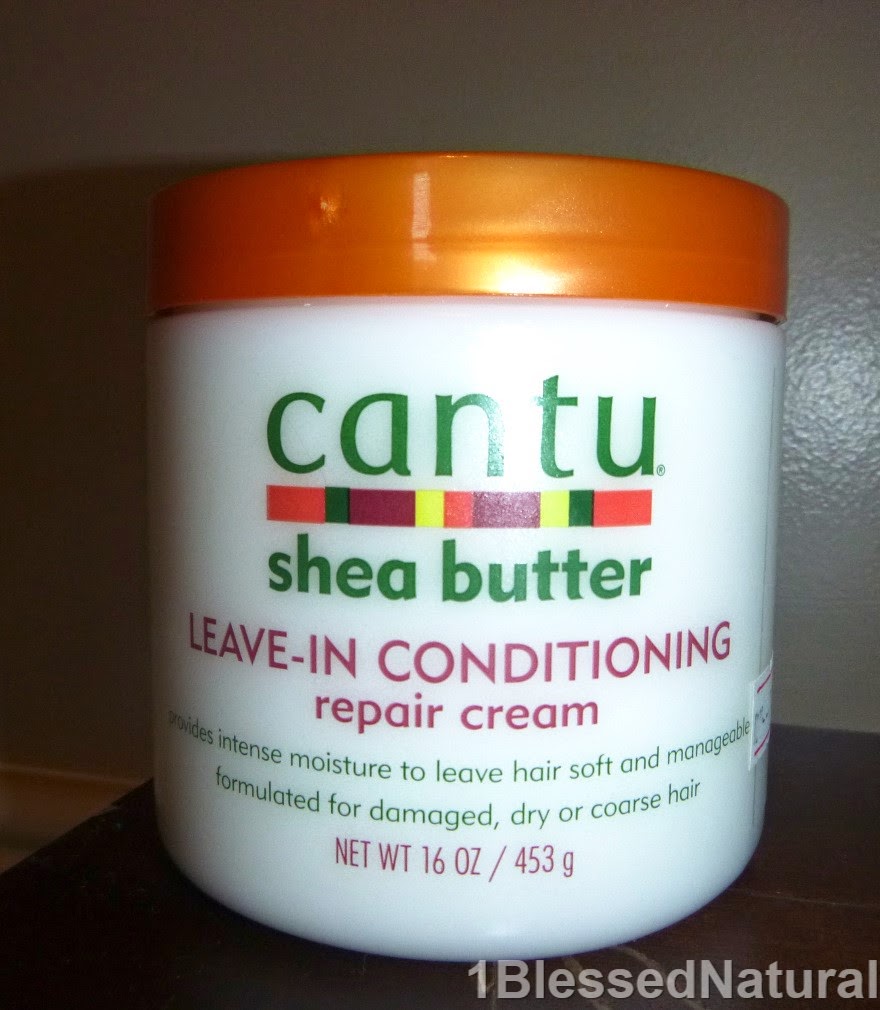 cantu®
shea butter
LEAVE-IN CONDITIONING
repair cream
provides intense moisture to leave hair soft and manageable
formulated for damaged, dry or coarse hair
NET WT 16 OZ / 453 g
1BlessedNatural